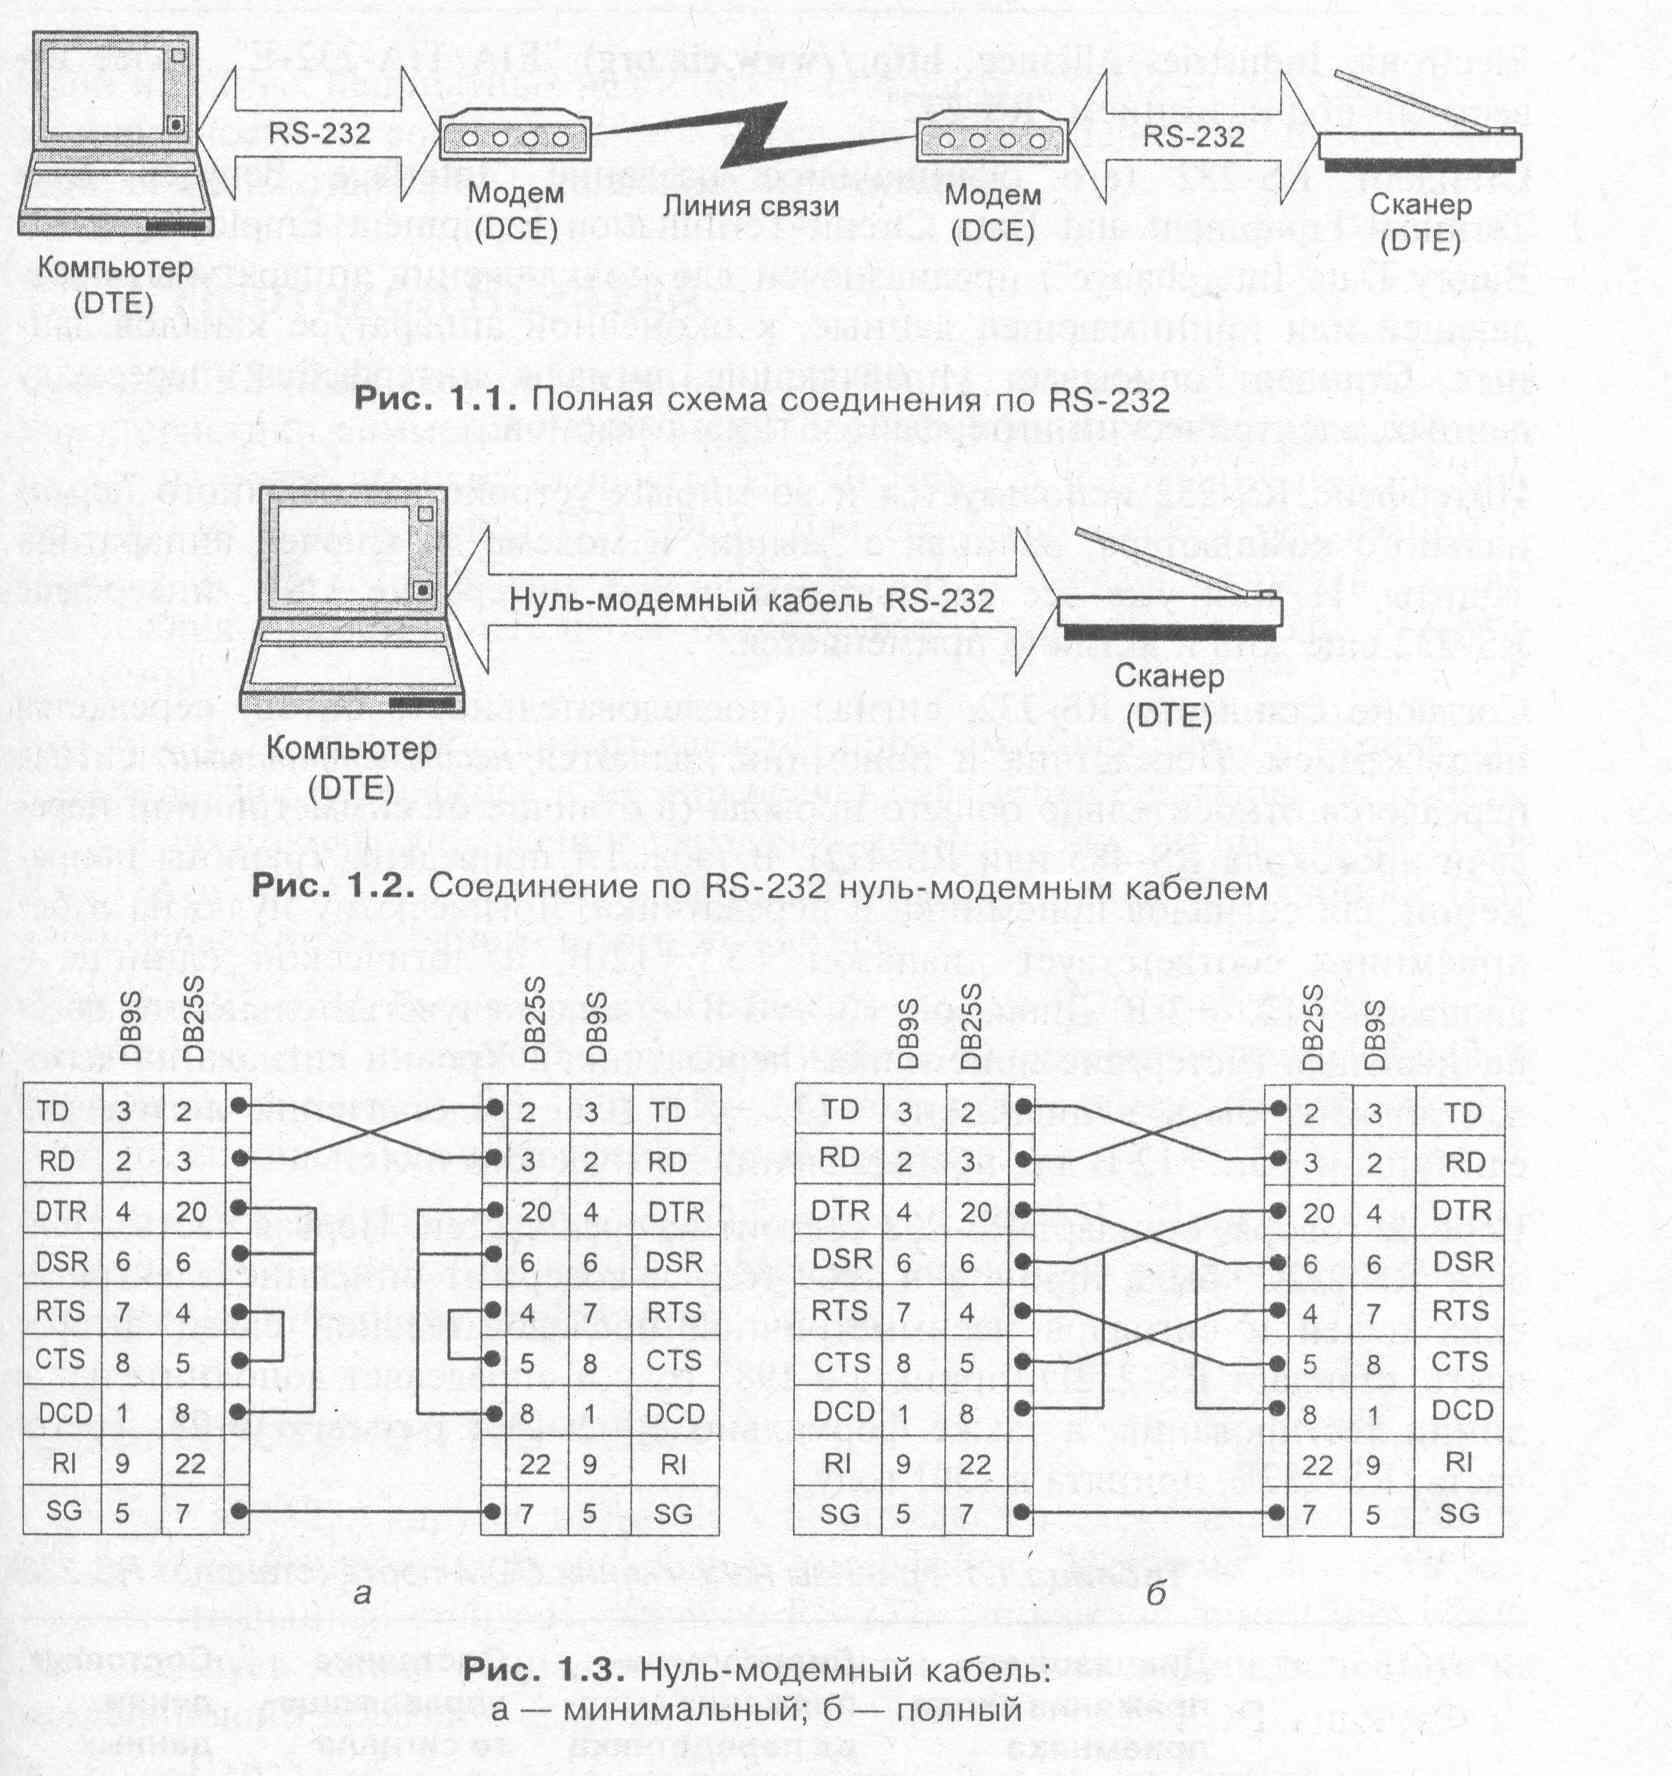 RS-232
RS-232
Модем
(DCE)
Линия связи
Модем
(DCE)
Сканер
(DTE)
Компьютер
(DTE)
Рис. 1.1. Полная схема соединения по RS-232
Нуль-модемный кабель RS-232
Сканер
(DTE)
Компьютер
(DTE)
Рис. 1.2. Соединение по RS-232 нуль-модемным кабелем
DB9S DB25S DB25S DB9S DB9S DB25S DB25S DB9S
TD 3 2 2 3 TD TD 3 2 2 3 TD
RD 2 3 3 2 RD RD 2 3 3 2 RD
DTR 4 20 20 4 DTR DTR 4 20 20 4 DTR
DSR 6 6 6 6 DSR DSR 6 6 6 6 DSR
RTS 7 4 4 7 RTS RTS 7 4 4 7 RTS
CTS 8 5 5 8 CTS CTS 8 5 5 8 CTS
DCD 1 8 8 1 DCD DCD 1 8 8 1 DCD
RI 9 22 22 9 RI RI 9 22 22 9 RI
SG 5 7 7 5 SG SG 5 7 7 5 SG
а б
Рис. 1.3. Нуль-модемный кабель:
а — минимальный; б — полный